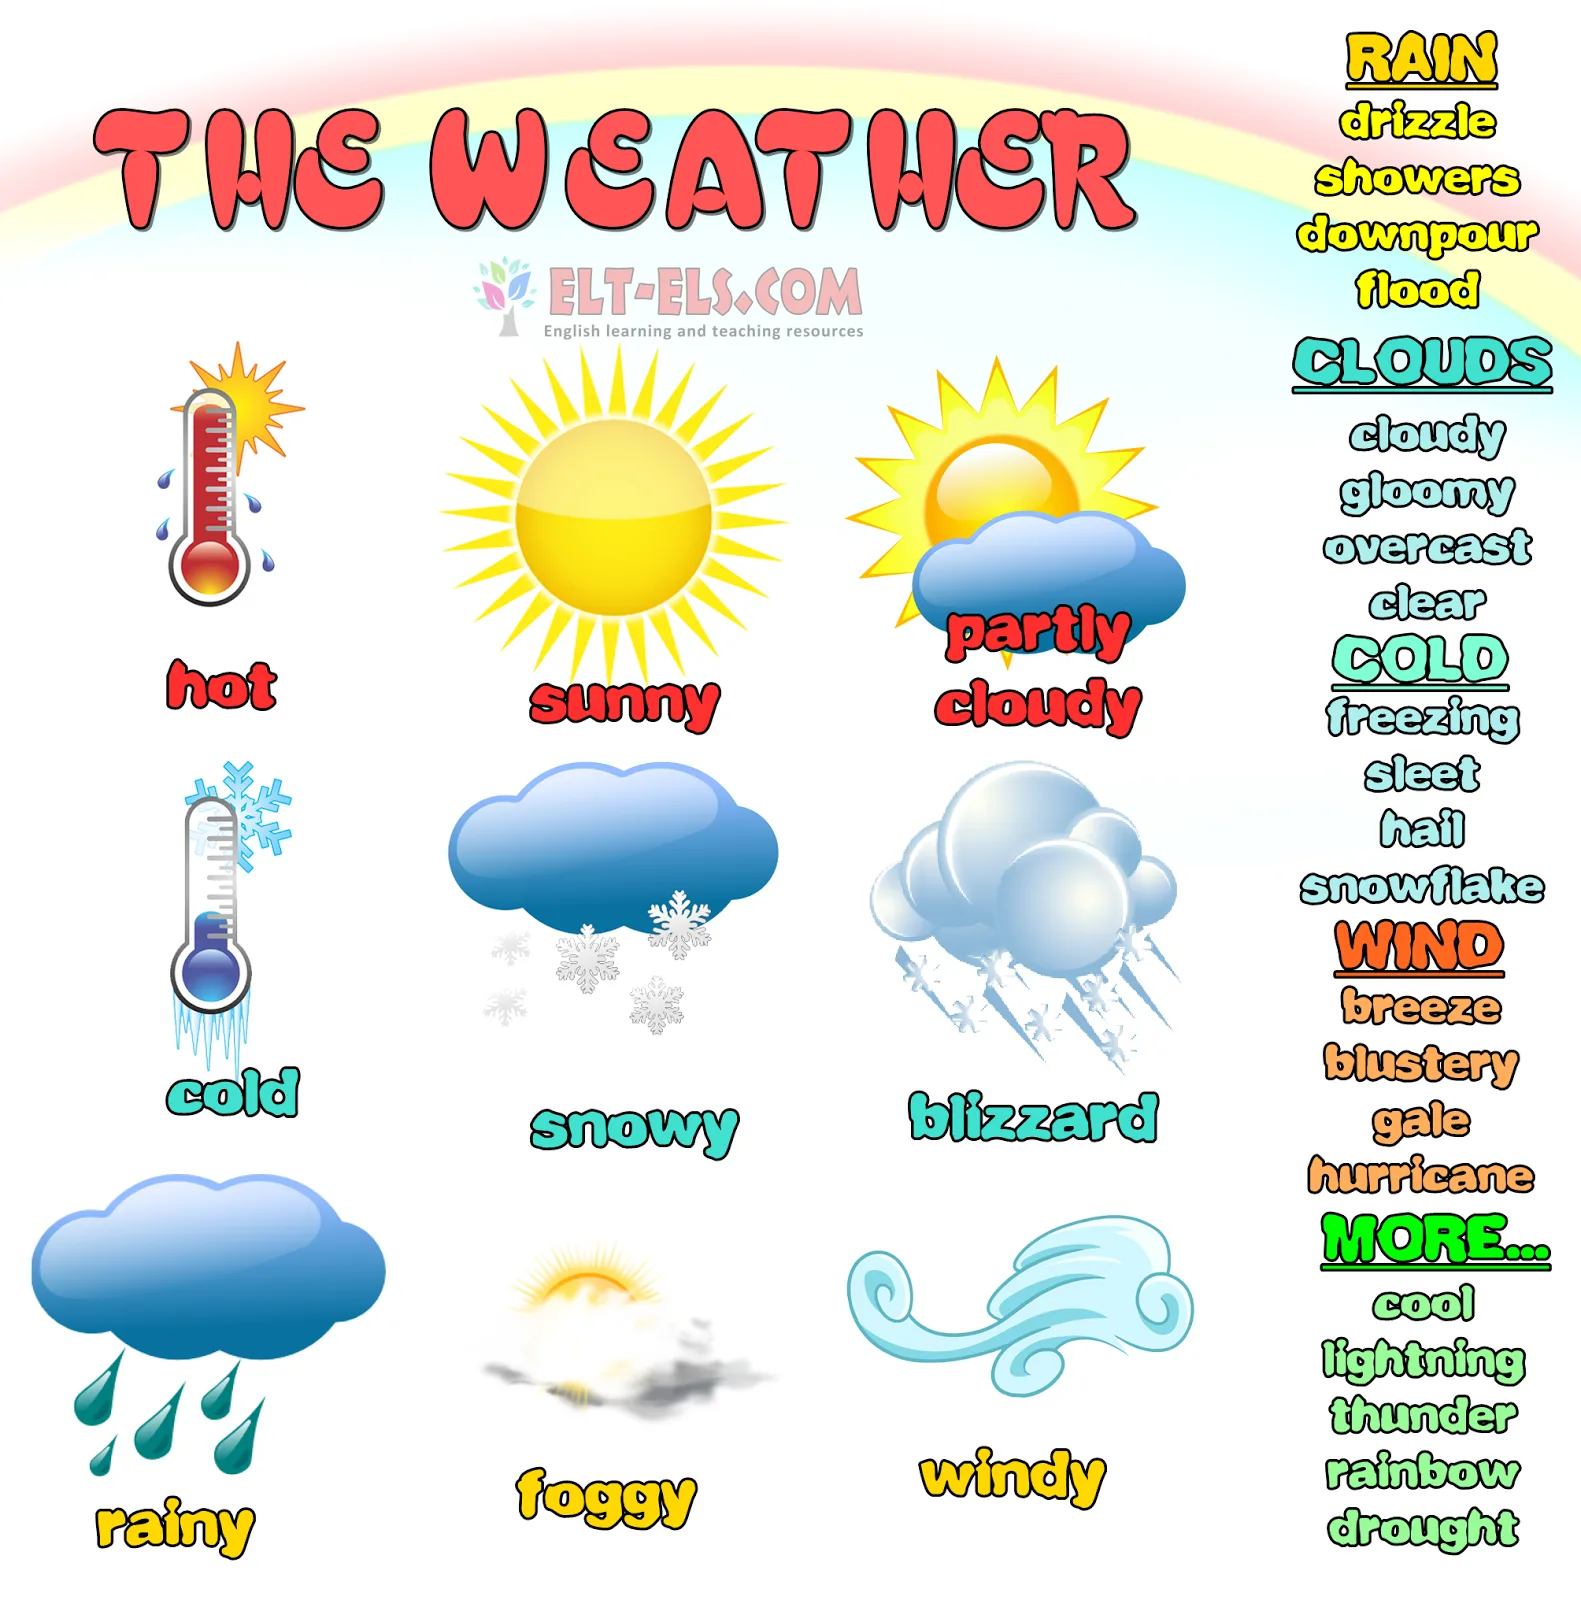 THE WEATHER
ELT-ELS.COM
English learning and teaching resources
hot
sunny
partly
cloudy
cold
snowy
blizzard
rainy
foggy
windy
RAIN
drizzle
showers
downpour
flood
CLOUDS
cloudy
gloomy
overcast
clear
COLD
freezing
sleet
hail
snowflake
WIND
breeze
blustery
gale
hurricane
MORE...
cool
lightning
thunder
rainbow
drought